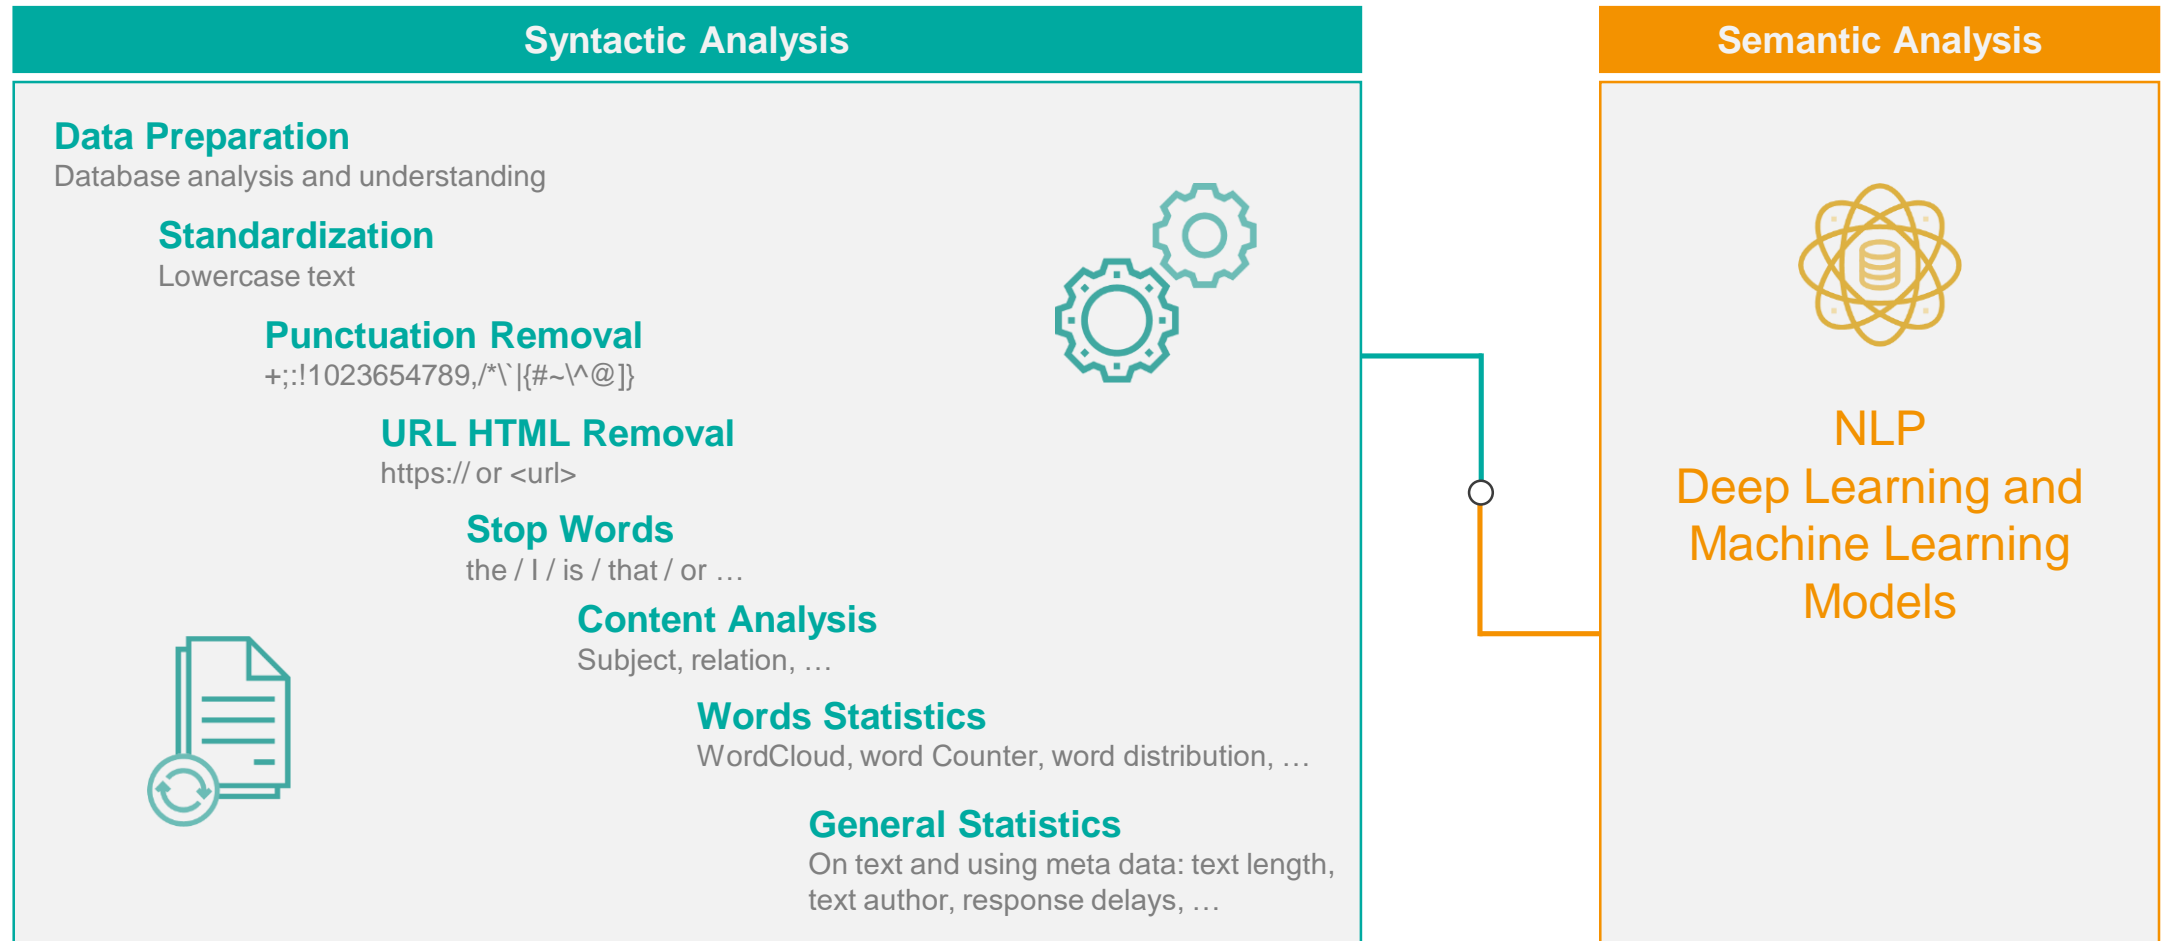 Syntactic Analysis
Data Preparation
Database analysis and understanding
Standardization
Lowercase text
Punctuation Removal
+;:!1023654789,/*\`|{#~\^@]}
URL HTML Removal
https:// or <url>
Stop Words
the / I / is / that / or …
Content Analysis
Subject, relation, …
Words Statistics
WordCloud, word Counter, word distribution, …
General Statistics
On text and using meta data: text length,
text author, response delays, …
Semantic Analysis
NLP
Deep Learning and
Machine Learning
Models